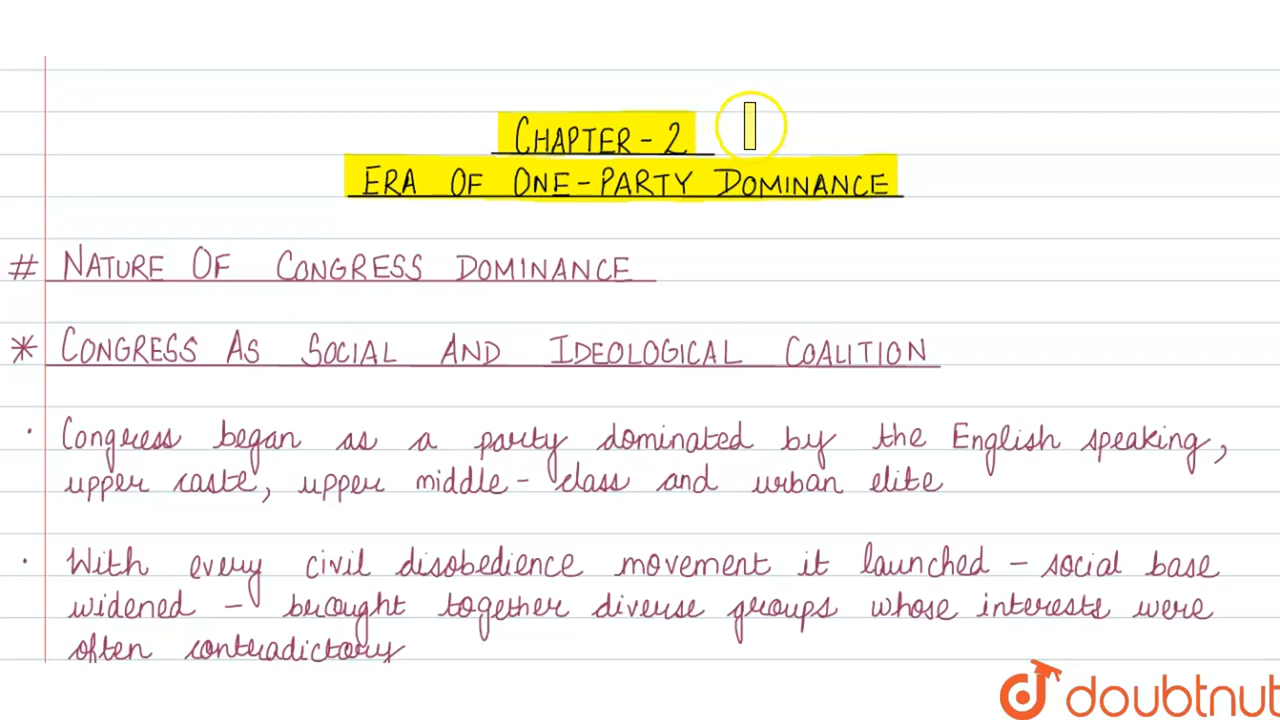 CHAPTER - 2
ERA OF ONE-PARTY DOMINANCE
# NATURE OF CONGRESS DOMINANCE
* CONGRESS AS SOCIAL AND IDEOLOGICAL COALITION
· Congress began as a party dominated by the English speaking,
upper caste, upper middle - class and urban elite
· With every civil disobedience movement it launched - social base
widened - brought together diverse groups whose interests were
often contradictory
doubtnut